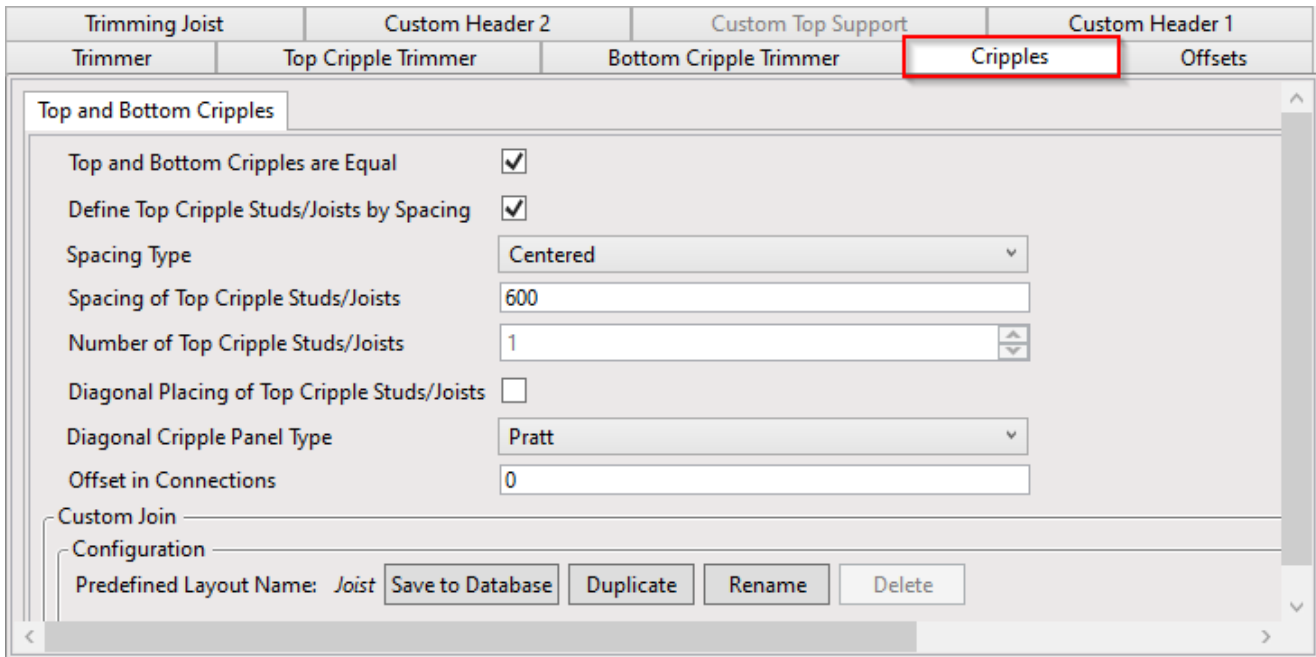 Trimming Joist Custom Header 2 Custom Top Support Custom Header 1
Trimmer Top Cripple Trimmer Bottom Cripple Trimmer Cripples Offsets
Top and Bottom Cripples
Top and Bottom Cripples are Equal
Define Top Cripple Studs/Joists by Spacing
Spacing Type Centered
Spacing of Top Cripple Studs/Joists 600
Number of Top Cripple Studs/Joists 1
Diagonal Placing of Top Cripple Studs/Joists
Diagonal Cripple Panel Type Pratt
Offset in Connections 0
Custom Join
Configuration
Predefined Layout Name: Joist Save to Database Duplicate Rename Delete